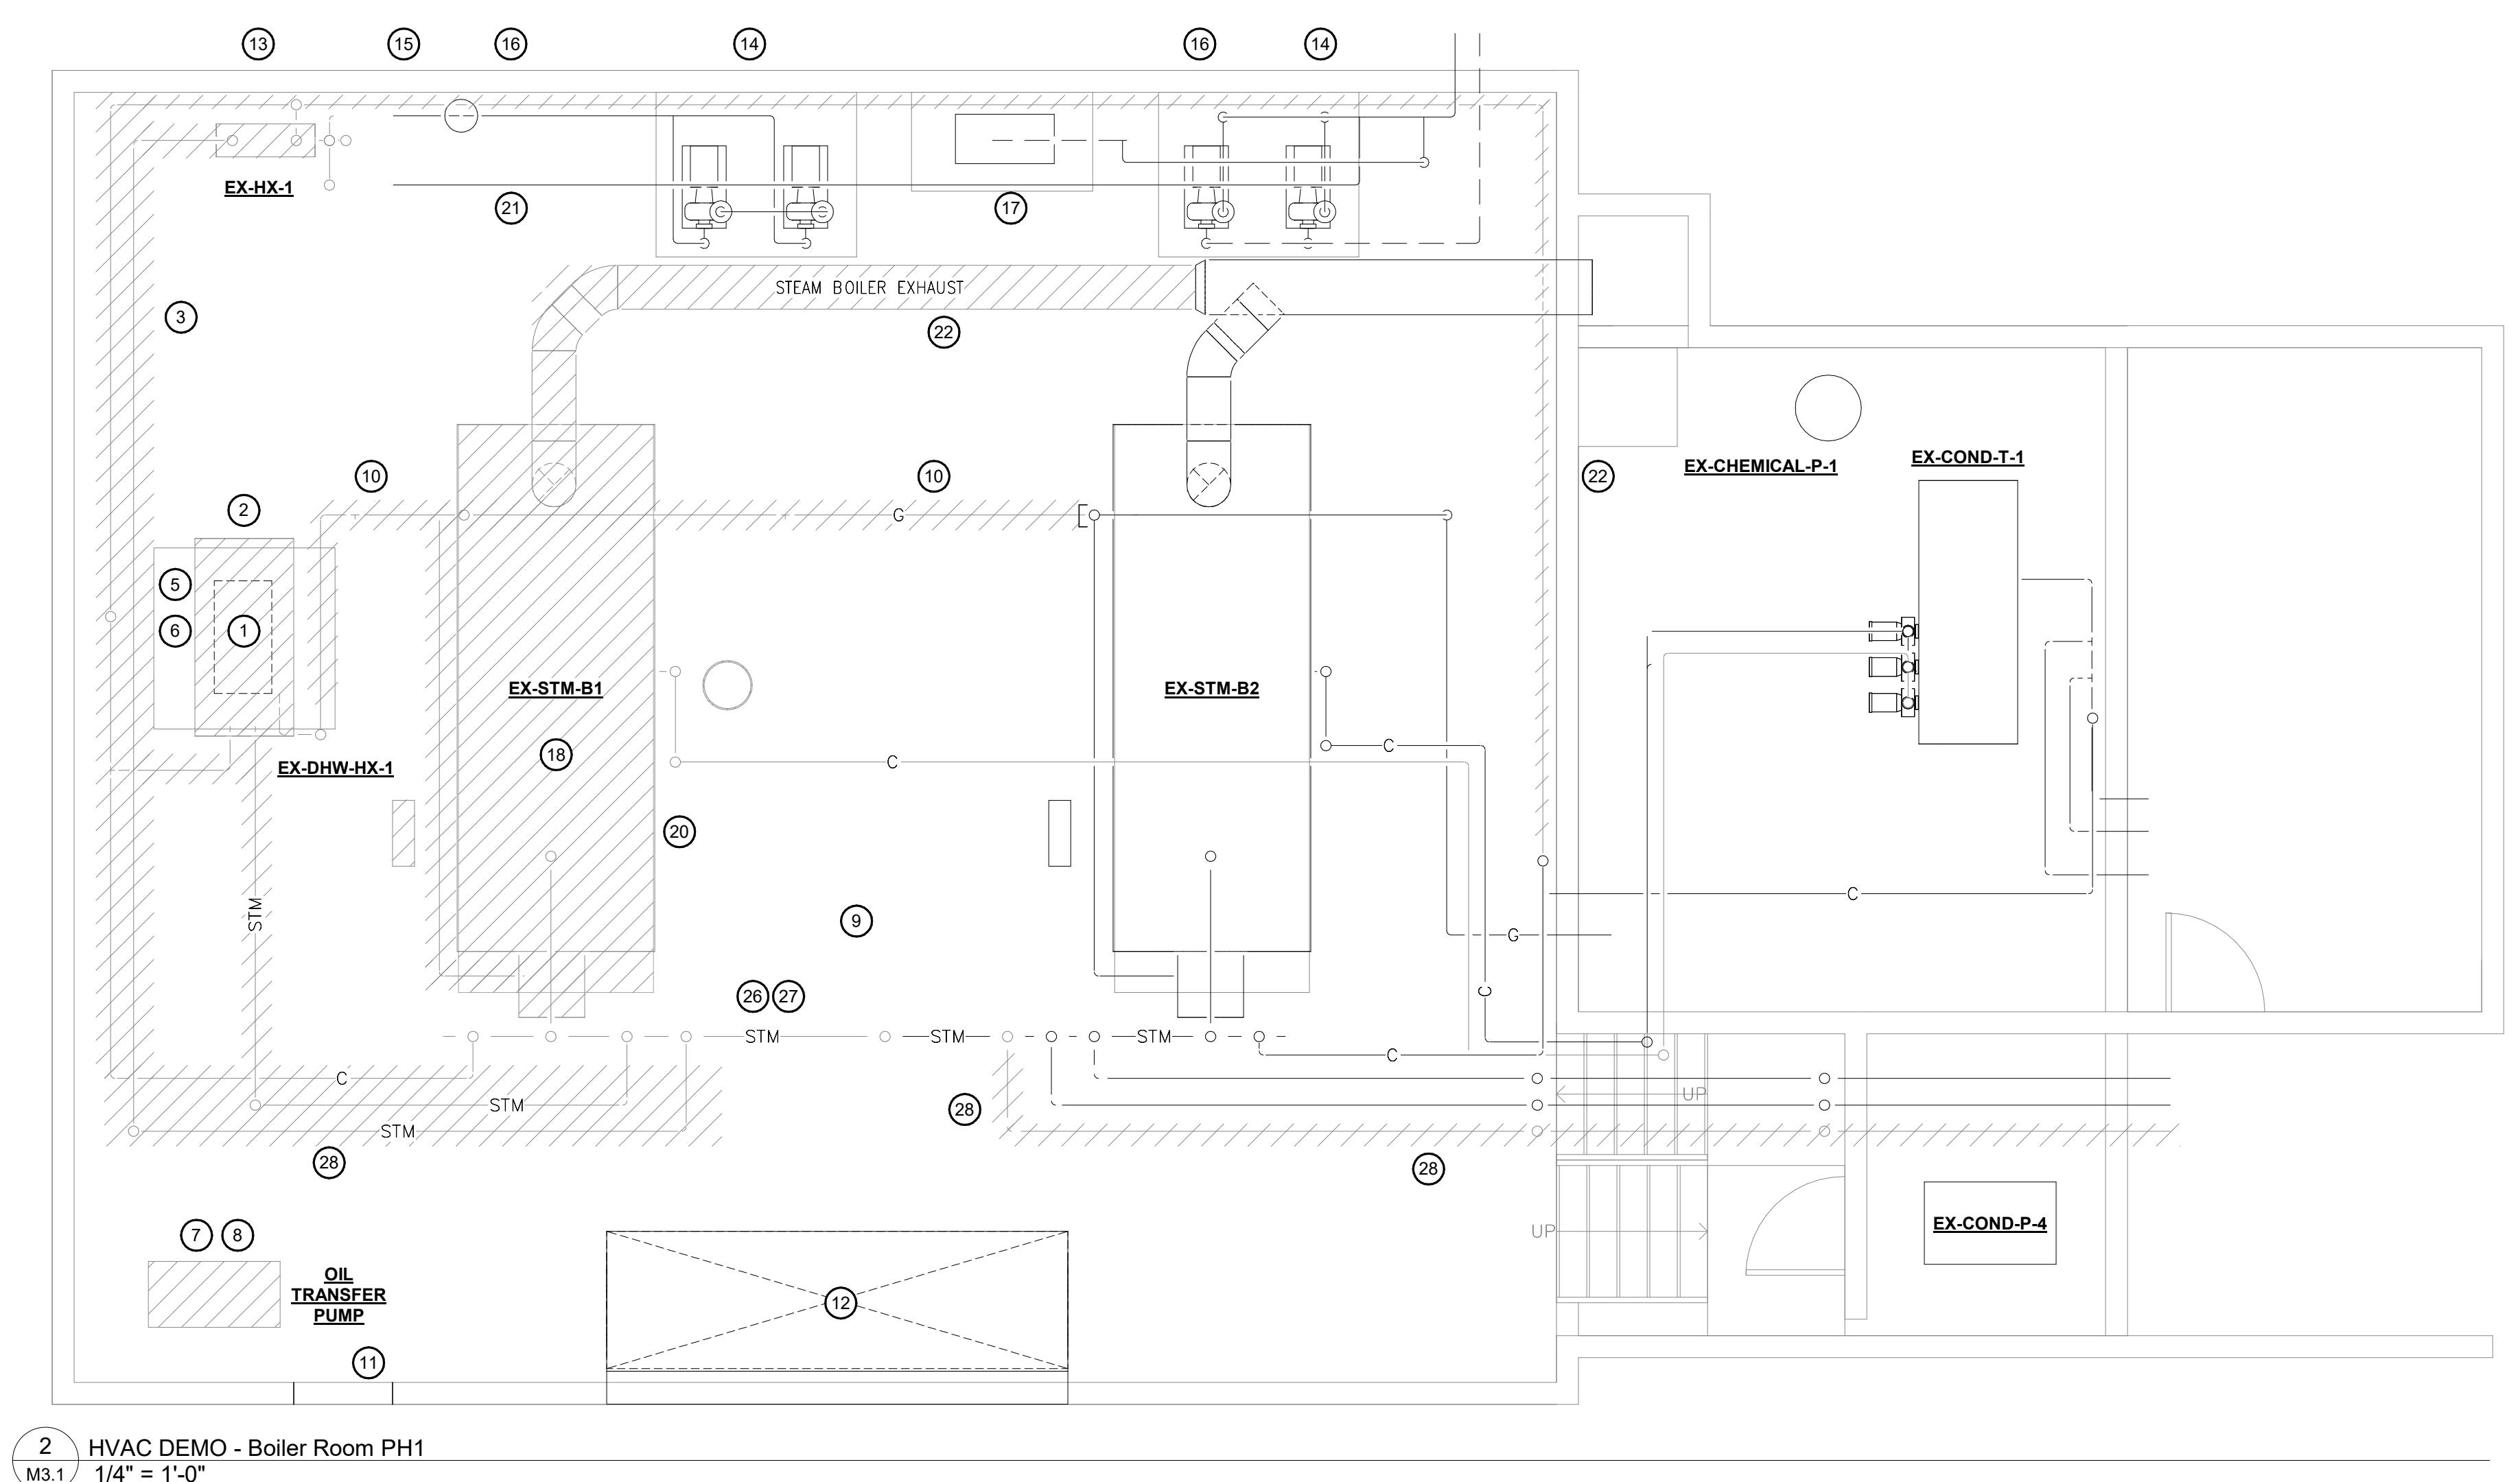 13
15
16
14
16
14
EX-HX-1
21
17
STEAM BOILER EXHAUST
3
22
EX-CHEMICAL-P-1
EX-COND-T-1
10
10
22
2
G
5
6
1
EX-STM-B1
EX-STM-B2
18
C
EX-DHW-HX-1
C
20
C
STM
9
G
26
27
C
STM
STM
STM
C
C
STM
STM
28
UP
28
28
7
8
UP
EX-COND-P-4
OIL
TRANSFER
PUMP
12
11
2
HVAC DEMO - Boiler Room PH1
M3.1
1/4" = 1'-0"